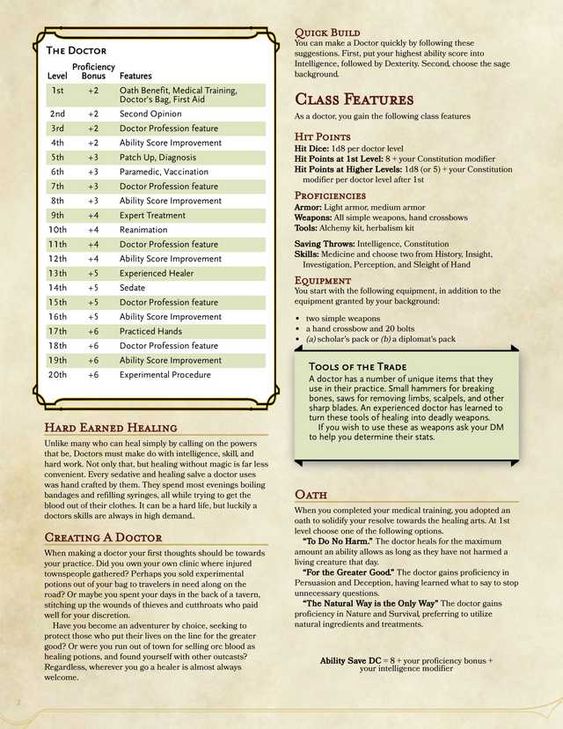 The Doctor
Level Proficiency Bonus Features
1st +2 Oath Benefit, Medical Training,
Doctor's Bag, First Aid
2nd +2 Second Opinion
3rd +2 Doctor Profession feature
4th +2 Ability Score Improvement
5th +3 Patch Up, Diagnosis
6th +3 Paramedic, Vaccination
7th +3 Doctor Profession feature
8th +3 Ability Score Improvement
9th +4 Expert Treatment
10th +4 Reanimation
11th +4 Doctor Profession feature
12th +4 Ability Score Improvement
13th +5 Experienced Healer
14th +5 Sedate
15th +5 Doctor Profession feature
16th +5 Ability Score Improvement
17th +6 Practiced Hands
18th +6 Doctor Profession feature
19th +6 Ability Score Improvement
20th +6 Experimental Procedure
Hard Earned Healing
Unlike many who can heal simply by calling on the powers
that be, Doctors must make do with intelligence, skill, and
hard work. Not only that, but healing without magic is far less
convenient. Every sedative and healing salve a doctor uses
was hand crafted by them. They spend most evenings boiling
bandages and refilling syringes, all while trying to get the
blood out of their clothes. It can be a hard life, but luckily a
doctors skills are always in high demand..
Creating A Doctor
When making a doctor your first thoughts should be towards
your practice. Did you own your own clinic where injured
townspeople gathered? Perhaps you sold experimental
potions out of your bag to travelers in need along on the
road? Or maybe you spent your days in the back of a tavern,
stitching up the wounds of thieves and cutthroats who paid
well for your discretion.
Have you become an adventurer by choice, seeking to
protect those who put their lives on the line for the greater
good? Or were you run out of town for selling orc blood as
healing potions, and found yourself with other outcasts?
Regardless, wherever you go a healer is almost always
welcome.
Quick Build
You can make a Doctor quickly by following these
suggestions. First, put your highest ability score into
Intelligence, followed by Dexterity. Second, choose the sage
background.
Class Features
As a doctor, you gain the following class features
Hit Points
Hit Dice: 1d8 per doctor level
Hit Points at 1st Level: 8 + your Constitution modifier
Hit Points at Higher Levels: 1d8 (or 5) + your Constitution
modifier per doctor level after 1st
Proficiencies
Armor: Light armor, medium armor
Weapons: All simple weapons, hand crossbows
Tools: Alchemy kit, herbalism kit
Saving Throws: Intelligence, Constitution
Skills: Medicine and choose two from History, Insight,
Investigation, Perception, and Sleight of Hand
Equipment
You start with the following equipment, in addition to the
equipment granted by your background:
• two simple weapons
• a hand crossbow and 20 bolts
• (a) scholar's pack or (b) a diplomat's pack
Tools of the Trade
A doctor has a number of unique items that they
use in their practice. Small hammers for breaking
bones, saws for removing limbs, scalpels, and other
sharp blades. An experienced doctor has learned to
turn these tools of healing into deadly weapons.
If you wish to use these as weapons ask your DM
to help you determine their stats.
Oath
When you completed your medical training, you adopted an
oath to solidify your resolve towards the healing arts. At 1st
level choose one of the following options.
"To Do No Harm." The doctor heals for the maximum
amount an ability allows as long as they have not harmed a
living creature that day.
"For the Greater Good." The doctor gains proficiency in
Persuasion and Deception, having learned what to say to stop
unnecessary questions.
"The Natural Way is the Only Way" The doctor gains
proficiency in Nature and Survival, preferring to utilize
natural ingredients and treatments.
Ability Save DC = 8 + your proficiency bonus +
your intelligence modifier
2